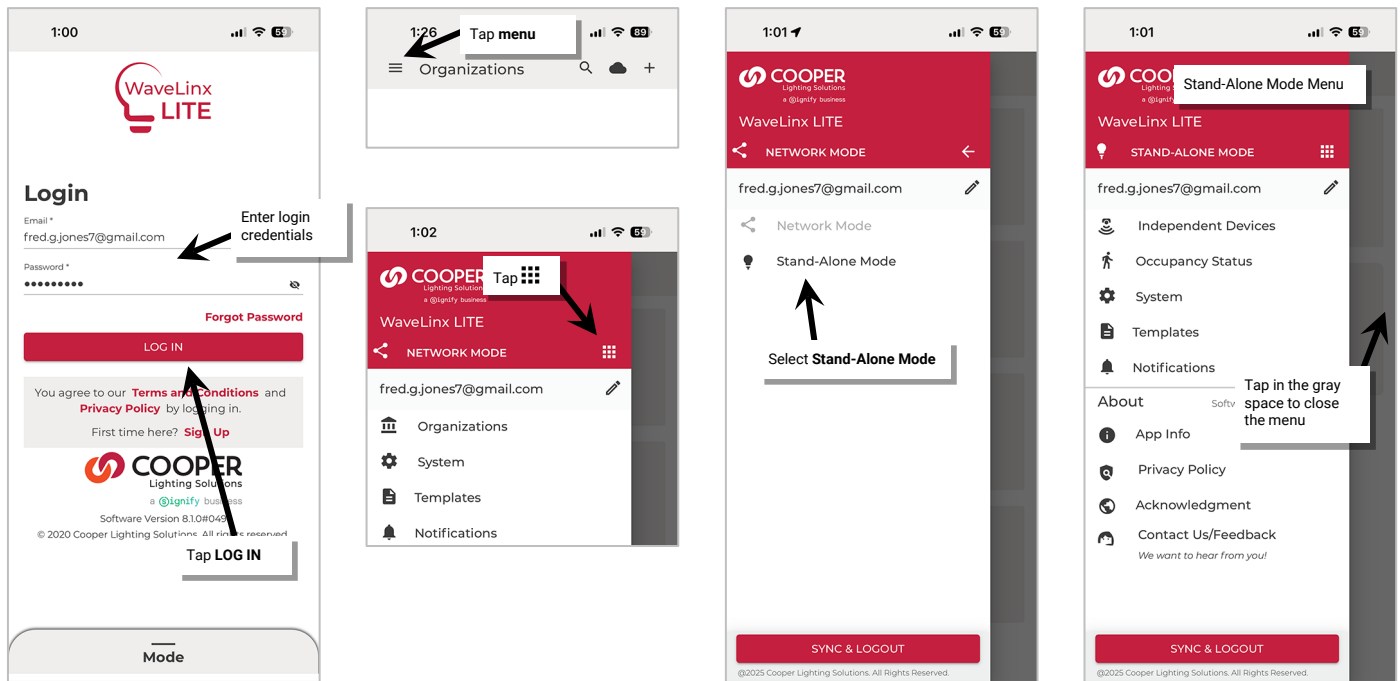 1:00
59
WaveLinx
LITE
Login
Email *
fred.g.jones7@gmail.com
Enter login
credentials
Password *
Forgot Password
LOG IN
You agree to our Terms and Conditions and
Privacy Policy by logging in.
First time here? Sign Up
COOPER
Lighting Solutions
a Signify business
Software Version 8.1.0#049
© 2020 Cooper Lighting Solutions. All rights reserved
Tap LOG IN
Mode
1:26
89
Tap menu
Organizations
1:02
59
COOPER
Lighting Solutions
a Signify business
Tap
WaveLinx LITE
NETWORK MODE
fred.g.jones7@gmail.com
Organizations
System
Templates
Notifications
1:01
59
COOPER
Lighting Solutions
a Signify business
WaveLinx LITE
NETWORK MODE
fred.g.jones7@gmail.com
Network Mode
Stand-Alone Mode
Select Stand-Alone Mode
SYNC & LOGOUT
@2025 Cooper Lighting Solutions. All Rights Reserved.
1:01
59
COO
Lighting
a Signify
Stand-Alone Mode Menu
WaveLinx LITE
STAND-ALONE MODE
fred.g.jones7@gmail.com
Independent Devices
Occupancy Status
System
Templates
Notifications
About
Softw
Tap in the gray
space to close
the menu
App Info
Privacy Policy
Acknowledgment
Contact Us/Feedback
We want to hear from you!
SYNC & LOGOUT
@2025 Cooper Lighting Solutions. All Rights Reserved.